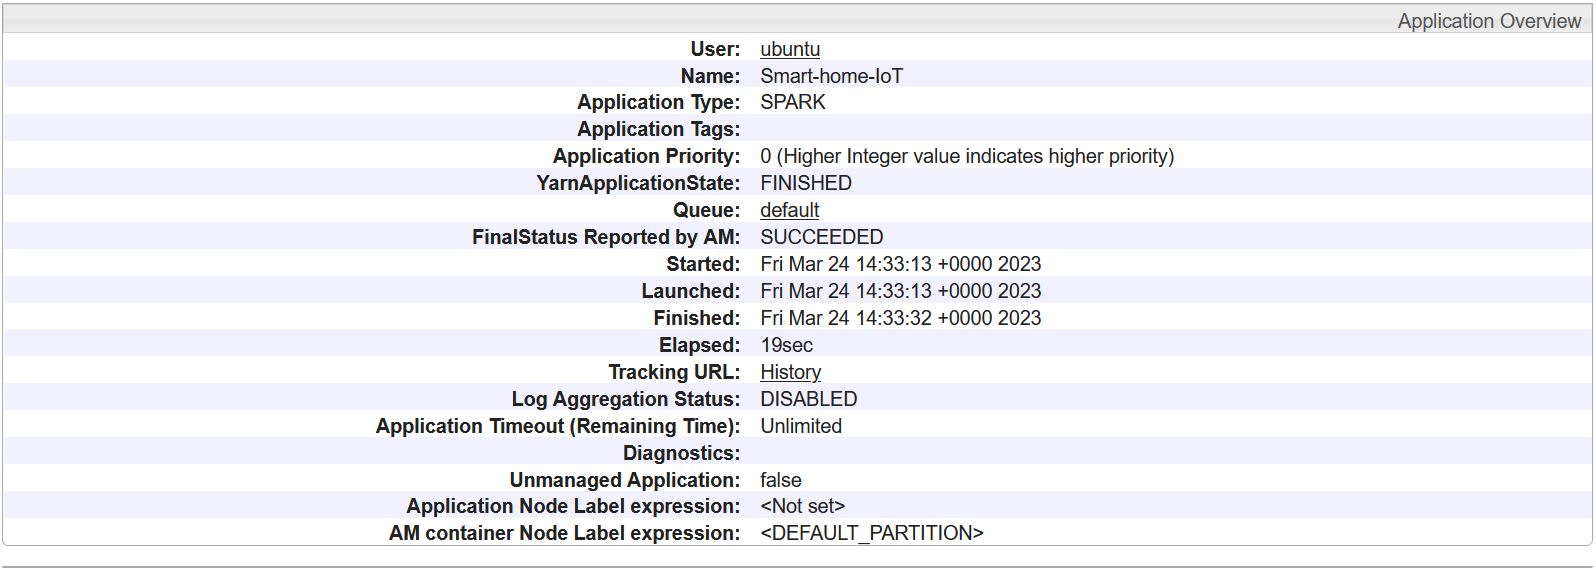 Application Overview
User: ubuntu
Name: Smart-home-IoT
Application Type: SPARK
Application Tags:
Application Priority: 0 (Higher Integer value indicates higher priority)
YarnApplicationState: FINISHED
Queue: default
FinalStatus Reported by AM: SUCCEEDED
Started: Fri Mar 24 14:33:13 +0000 2023
Launched: Fri Mar 24 14:33:13 +0000 2023
Finished: Fri Mar 24 14:33:32 +0000 2023
Elapsed: 19sec
Tracking URL: History
Log Aggregation Status: DISABLED
Application Timeout (Remaining Time): Unlimited
Diagnostics:
Unmanaged Application: false
Application Node Label expression: <Not set>
AM container Node Label expression: <DEFAULT_PARTITION>